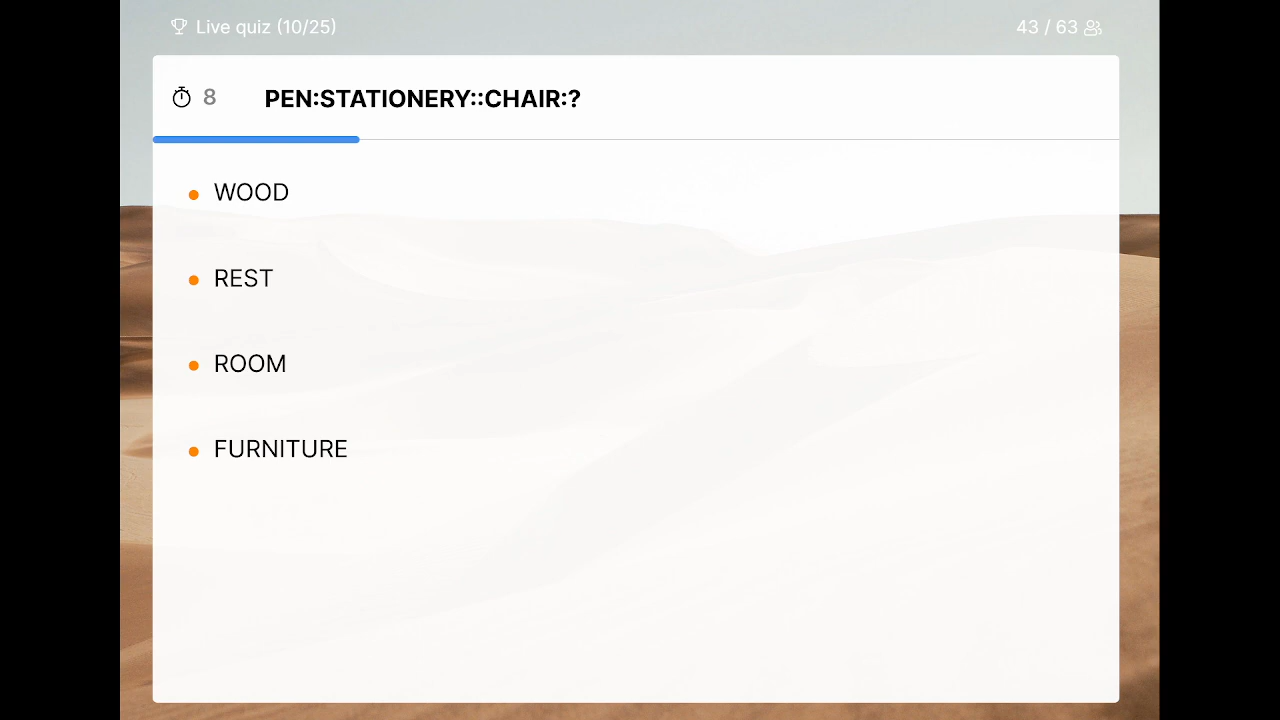 Live quiz (10/25)
43 / 63
8
PEN:STATIONERY::CHAIR:?
WOOD
REST
ROOM
FURNITURE